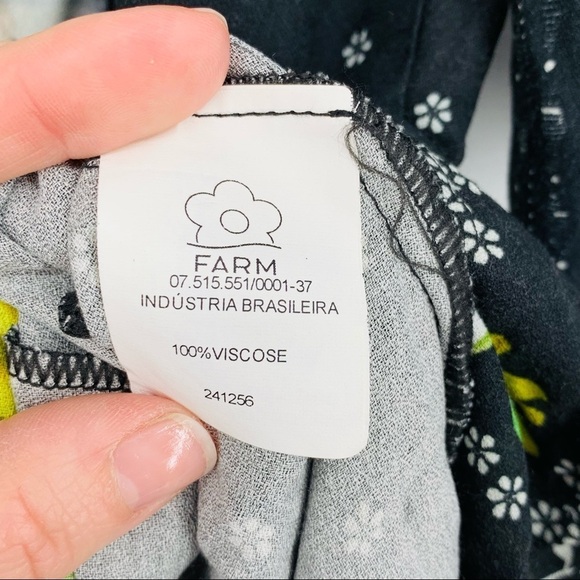 FARM
07.515.551/0001-37
INDÚSTRIA BRASILEIRA
100%VISCOSE
241256